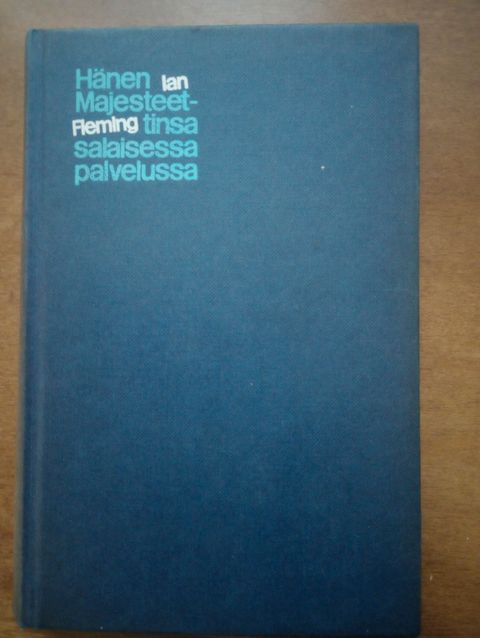 Hänen Ian
Majesteet-
Fleming tinsa
salaisessa
palvelussa